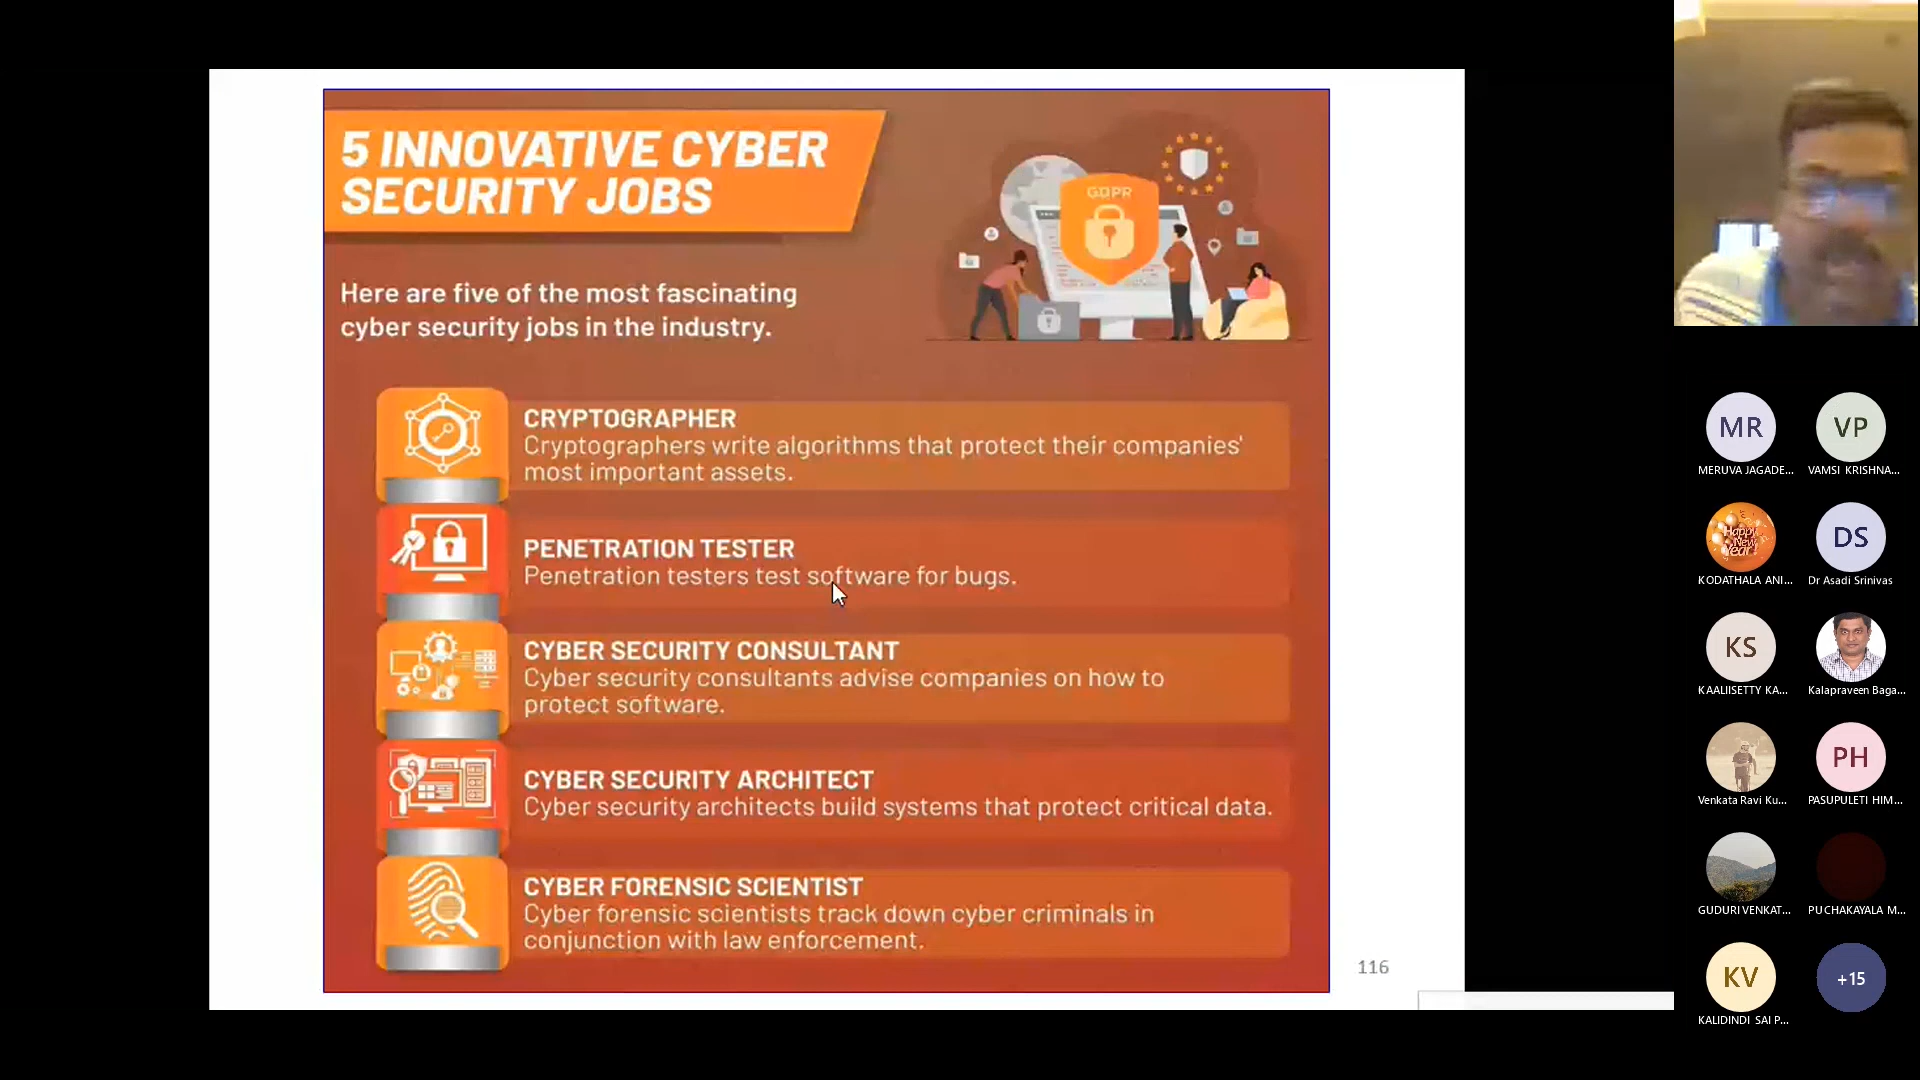 5 INNOVATIVE CYBER
SECURITY JOBS
GDPR
Here are five of the most fascinating
cyber security jobs in the industry.
CRYPTOGRAPHER
Cryptographers write algorithms that protect their companies'
most important assets.
PENETRATION TESTER
Penetration testers test software for bugs.
CYBER SECURITY CONSULTANT
Cyber security consultants advise companies on how to
protect software.
CYBER SECURITY ARCHITECT
Cyber security architects build systems that protect critical data.
CYBER FORENSIC SCIENTIST
Cyber forensic scientists track down cyber criminals in
conjunction with law enforcement.
116
MR
MERUVA JAGADE...
VP
VAMSI KRISHNA...
Happy
New
Year!
KODATHALA ANI...
DS
Dr Asadi Srinivas
KS
KAALIISETTY KA...
Kalapraveen Baga...
Venkata Ravi Ku...
PH
PASUPULETI HIM...
GUDURI VENKAT...
PUCHAKAYALA M...
KV
KALIDINDI SAI P...
+15